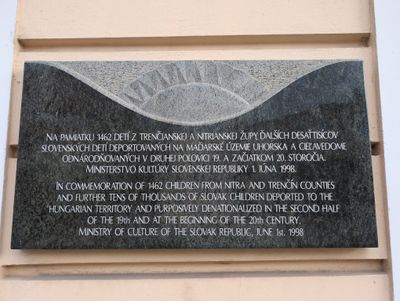 NA PAMIATKU 1462 DETÍ Z TRENČIANSKEJ A NITRIANSKEJ ŽUPY, ĎALŠÍCH DESAŤTISÍCOV
SLOVENSKÝCH DETÍ DEPORTOVANÝCH NA MAĎARSKÉ ÚZEMIE UHORSKA A CIEĽAVEDOME
ODNÁRODŇOVANÝCH V DRUHEJ POLOVICI 19. A ZAČIATKOM 20. STOROČIA.
MINISTERSTVO KULTÚRY SLOVENSKEJ REPUBLIKY 1. JÚNA 1998.
IN COMMEMORATION OF 1462 CHILDREN FROM NITRA AND TRENČÍN COUNTIES
AND FURTHER TENS OF THOUSANDS OF SLOVAK CHILDREN DEPORTED TO THE
HUNGARIAN TERRITORY AND PURPOSIVELY DENATIONALIZED IN THE SECOND HALF
OF THE 19th AND AT THE BEGINNING OF THE 20th CENTURY.
MINISTRY OF CULTURE OF THE SLOVAK REPUBLIC, JUNE 1st. 1998